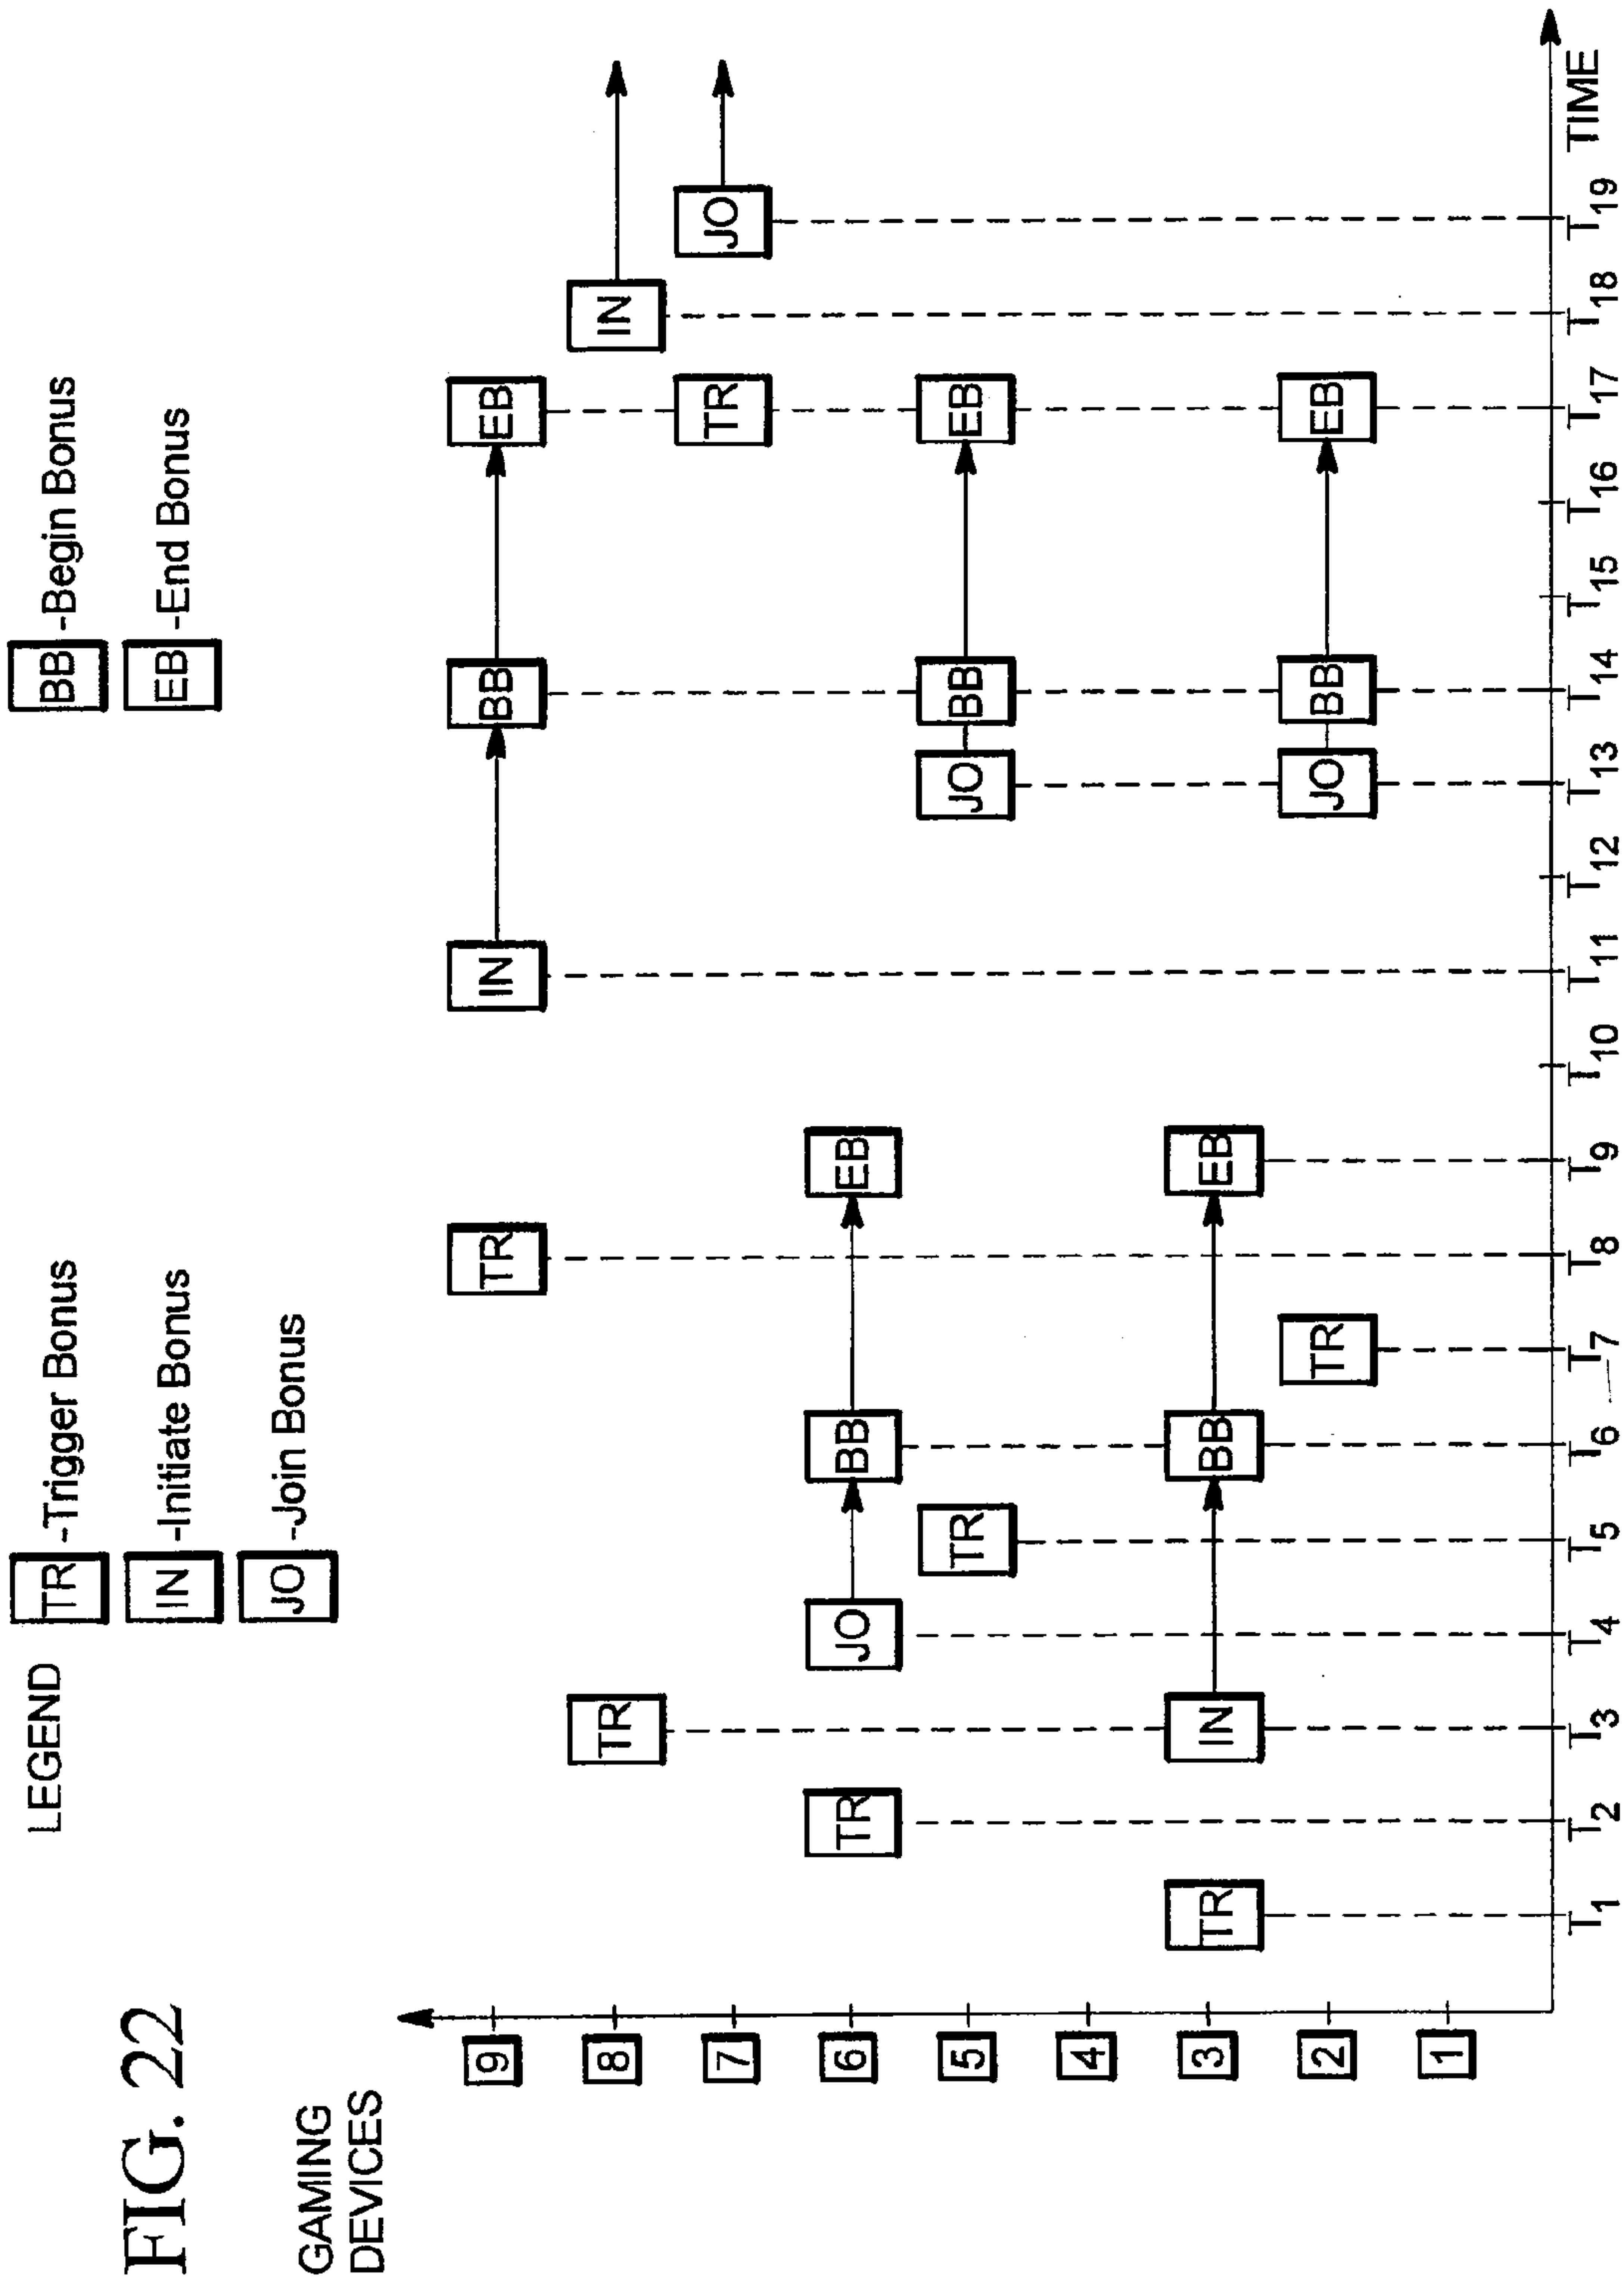 FIG. 22
LEGEND
TR -Trigger Bonus
IN -Initiate Bonus
JO -Join Bonus
BB -Begin Bonus
EB -End Bonus
GAMING
DEVICES
9
TR
IN
BB
EB
8
TR
IN
7
TR
JO
6
TR
JO
BB
EB
5
TR
JO
BB
EB
4
3
TR
IN
BB
EB
2
TR
JO
BB
EB
1
T1 T2 T3 T4 T5 T6 T7 T8 T9 T10 T11 T12 T13 T14 T15 T16 T17 T18 T19 TIME